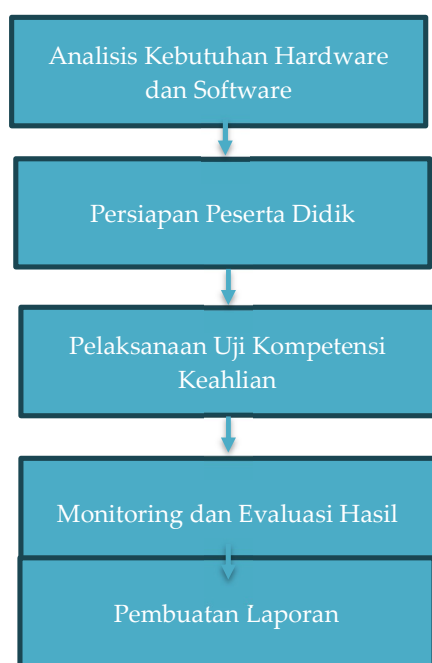 Analisis Kebutuhan Hardware
dan Software
Persiapan Peserta Didik
Pelaksanaan Uji Kompetensi
Keahlian
Monitoring dan Evaluasi Hasil
Pembuatan Laporan